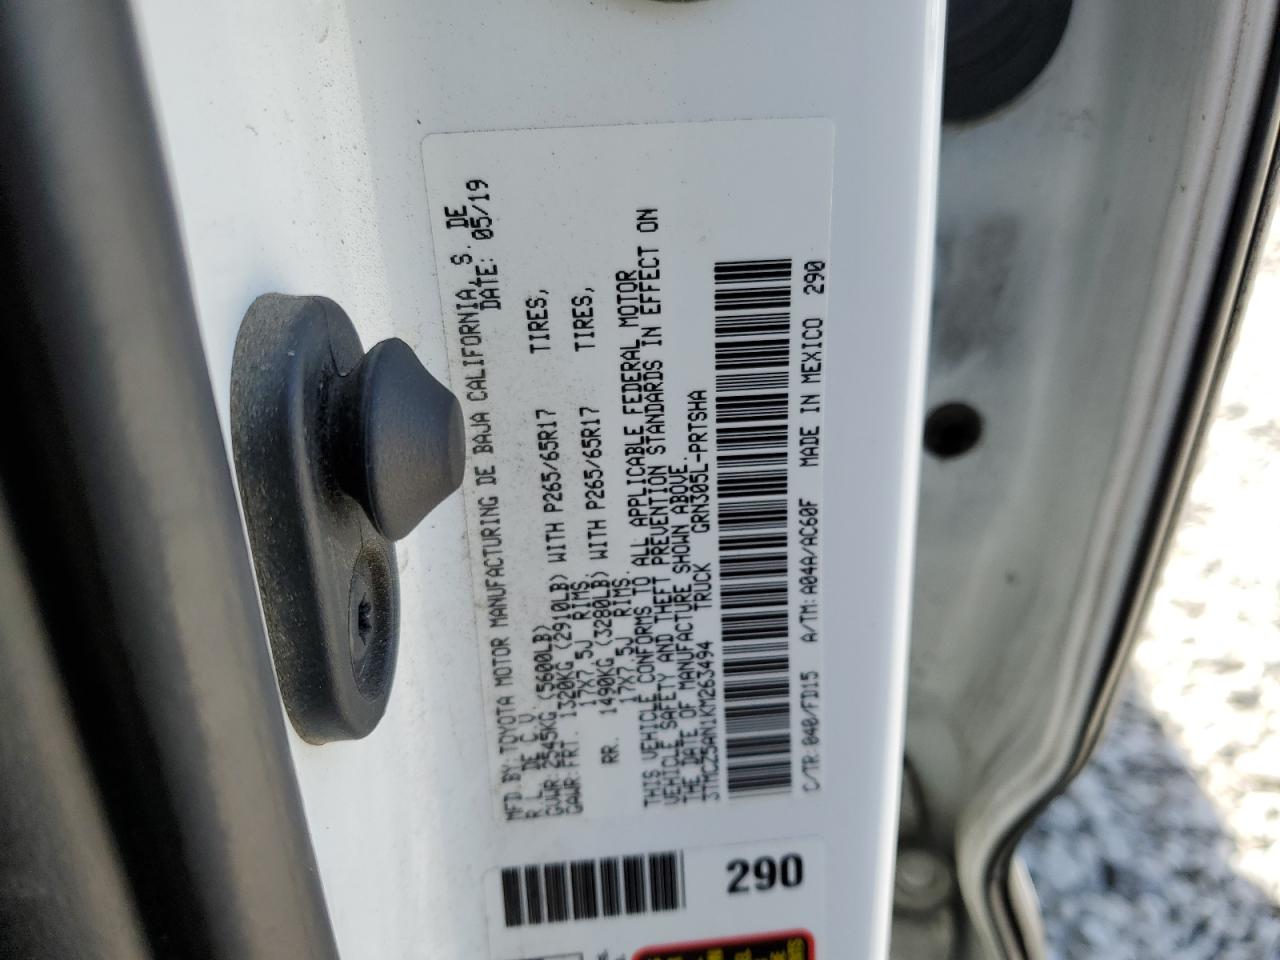 MFD BY: TOYOTA MOTOR MANUFACTURING DE BAJA CALIFORNIA, S. DE
R.L. DE C.V. DATE: 05/19
GVWR: 2545KG (5600LB)
GAWR: FRT. 1320KG (2910LB) WITH P265/65R17 TIRES,
17X7.5J RIMS.
RR. 1490KG (3280LB) WITH P265/65R17 TIRES,
17X7.5J RIMS.
THIS VEHICLE CONFORMS TO ALL APPLICABLE FEDERAL MOTOR
VEHICLE SAFETY AND THEFT PREVENTION STANDARDS IN EFFECT ON
THE DATE OF MANUFACTURE SHOWN ABOVE.
3TMCZ5AN1KM263494 TRUCK GRN305L-PRTSHA
C/TR: 040/FD15 A/TM: A04A/AC60F MADE IN MEXICO 290
290